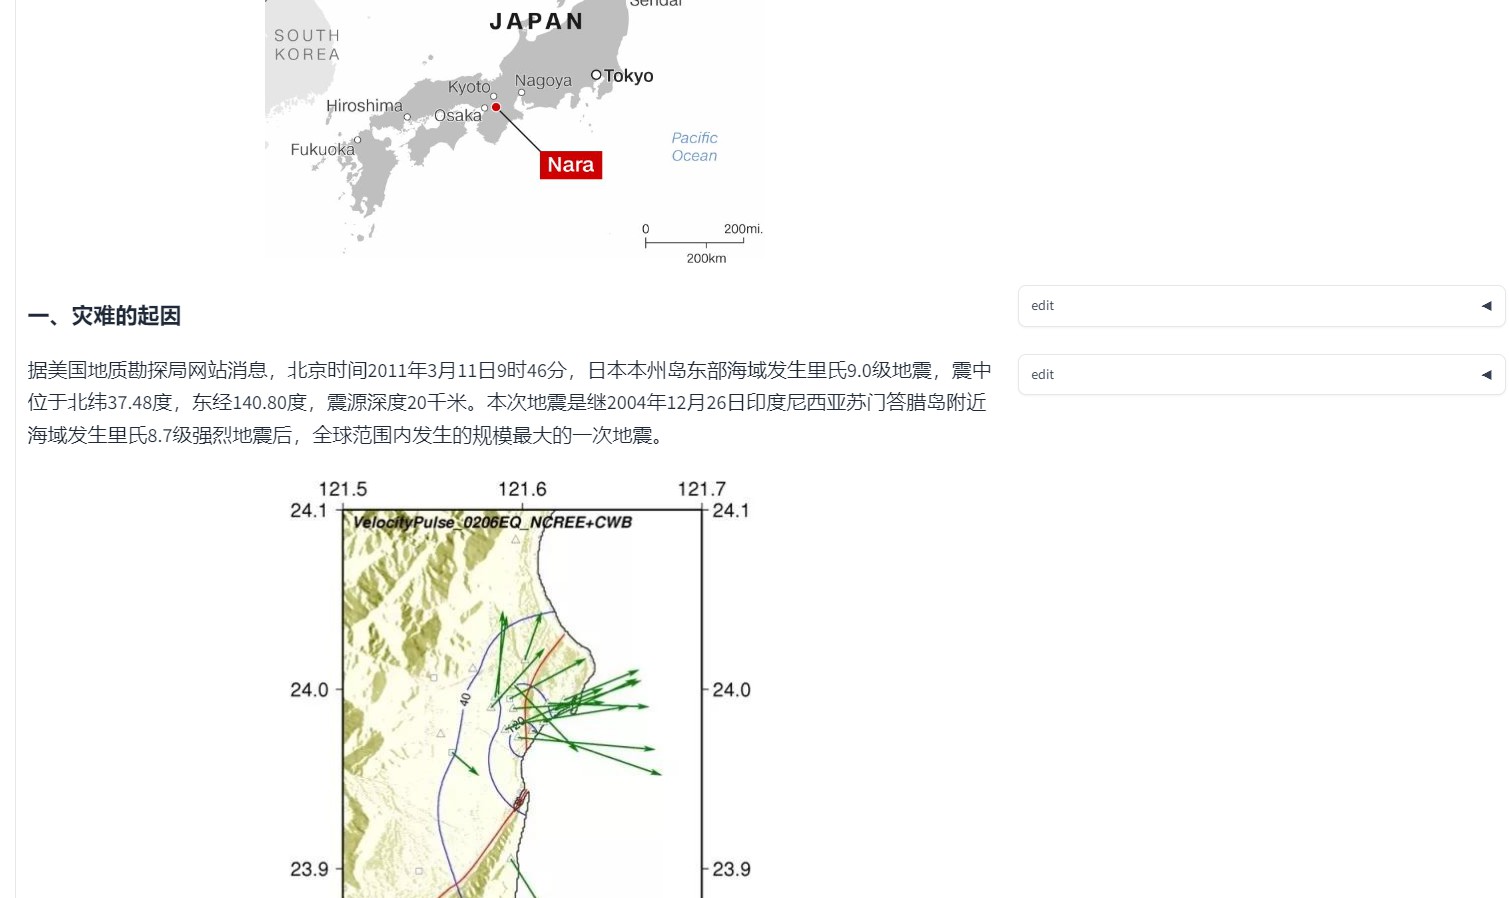 Sendai
JAPAN
SOUTH
KOREA
Tokyo
Kyoto
Nagoya
Hiroshima
Osaka
Fukuoka
Pacific
Ocean
Nara
0 200mi.
200km
一、灾难的起因
edit
据美国地质勘探局网站消息，北京时间2011年3月11日9时46分，日本本州岛东部海域发生里氏9.0级地震，震中
edit
位于北纬37.48度，东经140.80度，震源深度20千米。本次地震是继2004年12月26日印度尼西亚苏门答腊岛附近
海域发生里氏8.7级强烈地震后，全球范围内发生的规模最大的一次地震。
121.5 121.6 121.7
24.1 24.1
VelocityPulse_0206EQ_NCREE+CWB
24.0 24.0
40
120
23.9 23.9